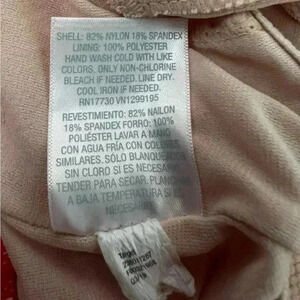 SHELL: 82% NYLON 18% SPANDEX
LINING: 100% POLYESTER
HAND WASH COLD WITH LIKE
COLORS. ONLY NON-CHLORINE
BLEACH IF NEEDED. LINE DRY.
COOL IRON IF NEEDED.
RN17730 VN1299195
REVESTIMIENTO: 82% NAILON
18% SPANDEX FORRO: 100%
POLIÉSTER LAVAR A MANO
CON AGUA FRÍA CON COLORES
SIMILARES. SÓLO BLANQUEADOR
SIN CLORO SI ES NECESARIO.
TENDER PARA SECAR. PLANCHAR
A BAJA TEMPERATURA SI ES
NECESARIO